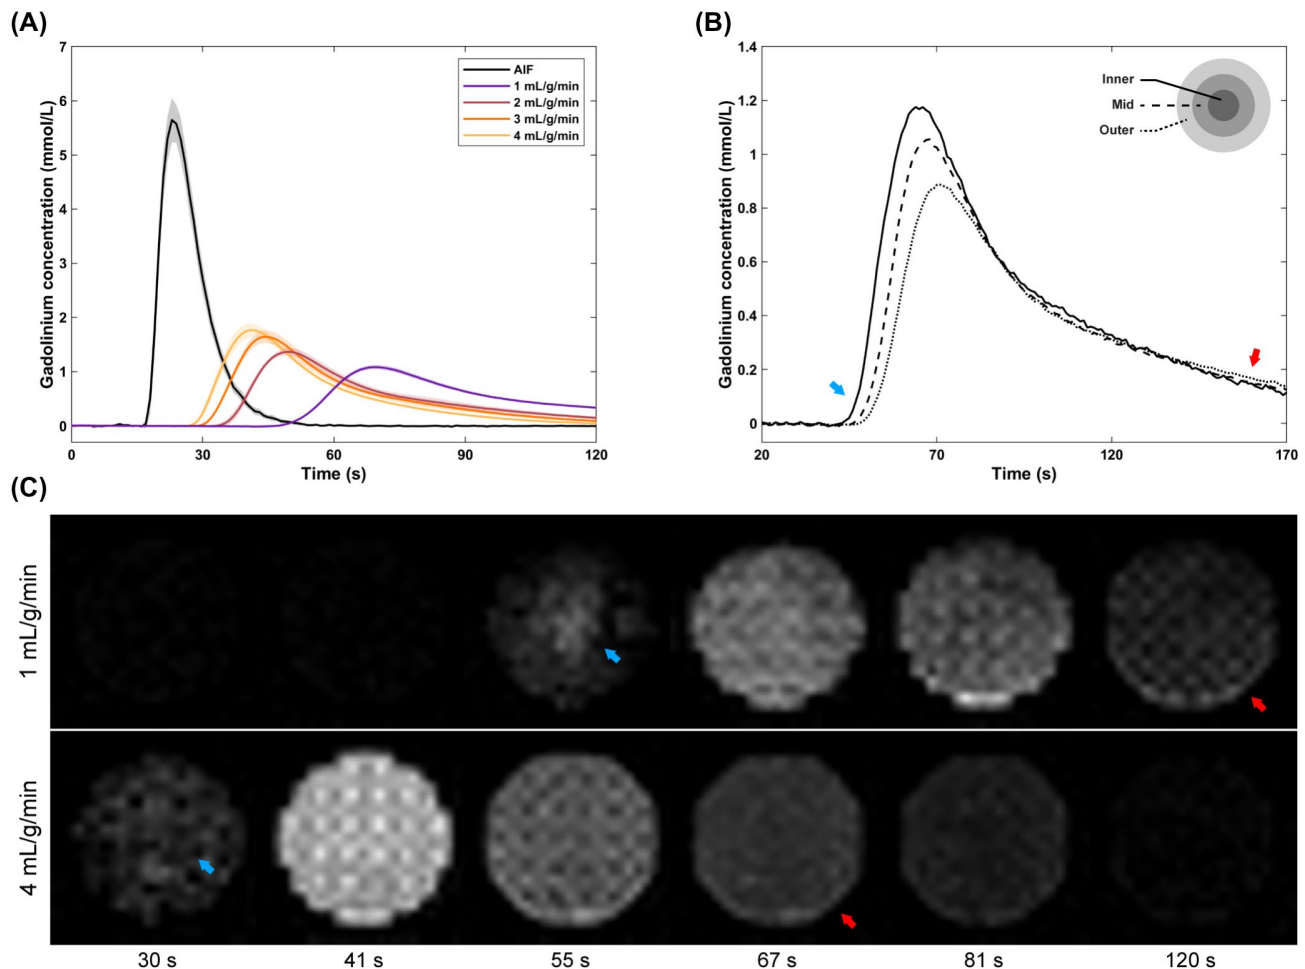 (A)
Gadolinium concentration (mmol/L)
7
6
5
4
3
2
1
0
0
30
60
90
120
Time (s)
AIF
1 mL/g/min
2 mL/g/min
3 mL/g/min
4 mL/g/min
(B)
Gadolinium concentration (mmol/L)
1.4
1.2
1
0.8
0.6
0.4
0.2
0
20
70
120
170
Time (s)
Inner
Mid
Outer
(C)
1 mL/g/min
4 mL/g/min
30 s
41 s
55 s
67 s
81 s
120 s